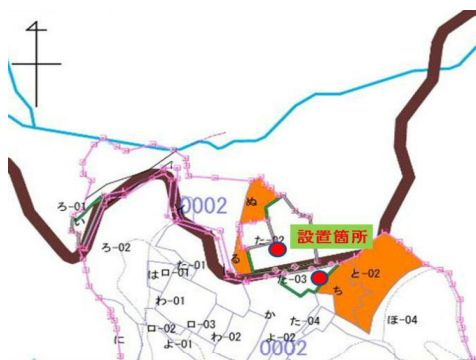 ぬ
ろ-01
い
0002
設置箇所
た-02
ろ-02
る
た-01
は
ロ-01
た-03
と-02
ち
わ-01
か
た-04
ほ-04
ロ-02
ロ-03
わ-02
よ-02
に
よ-01
0002